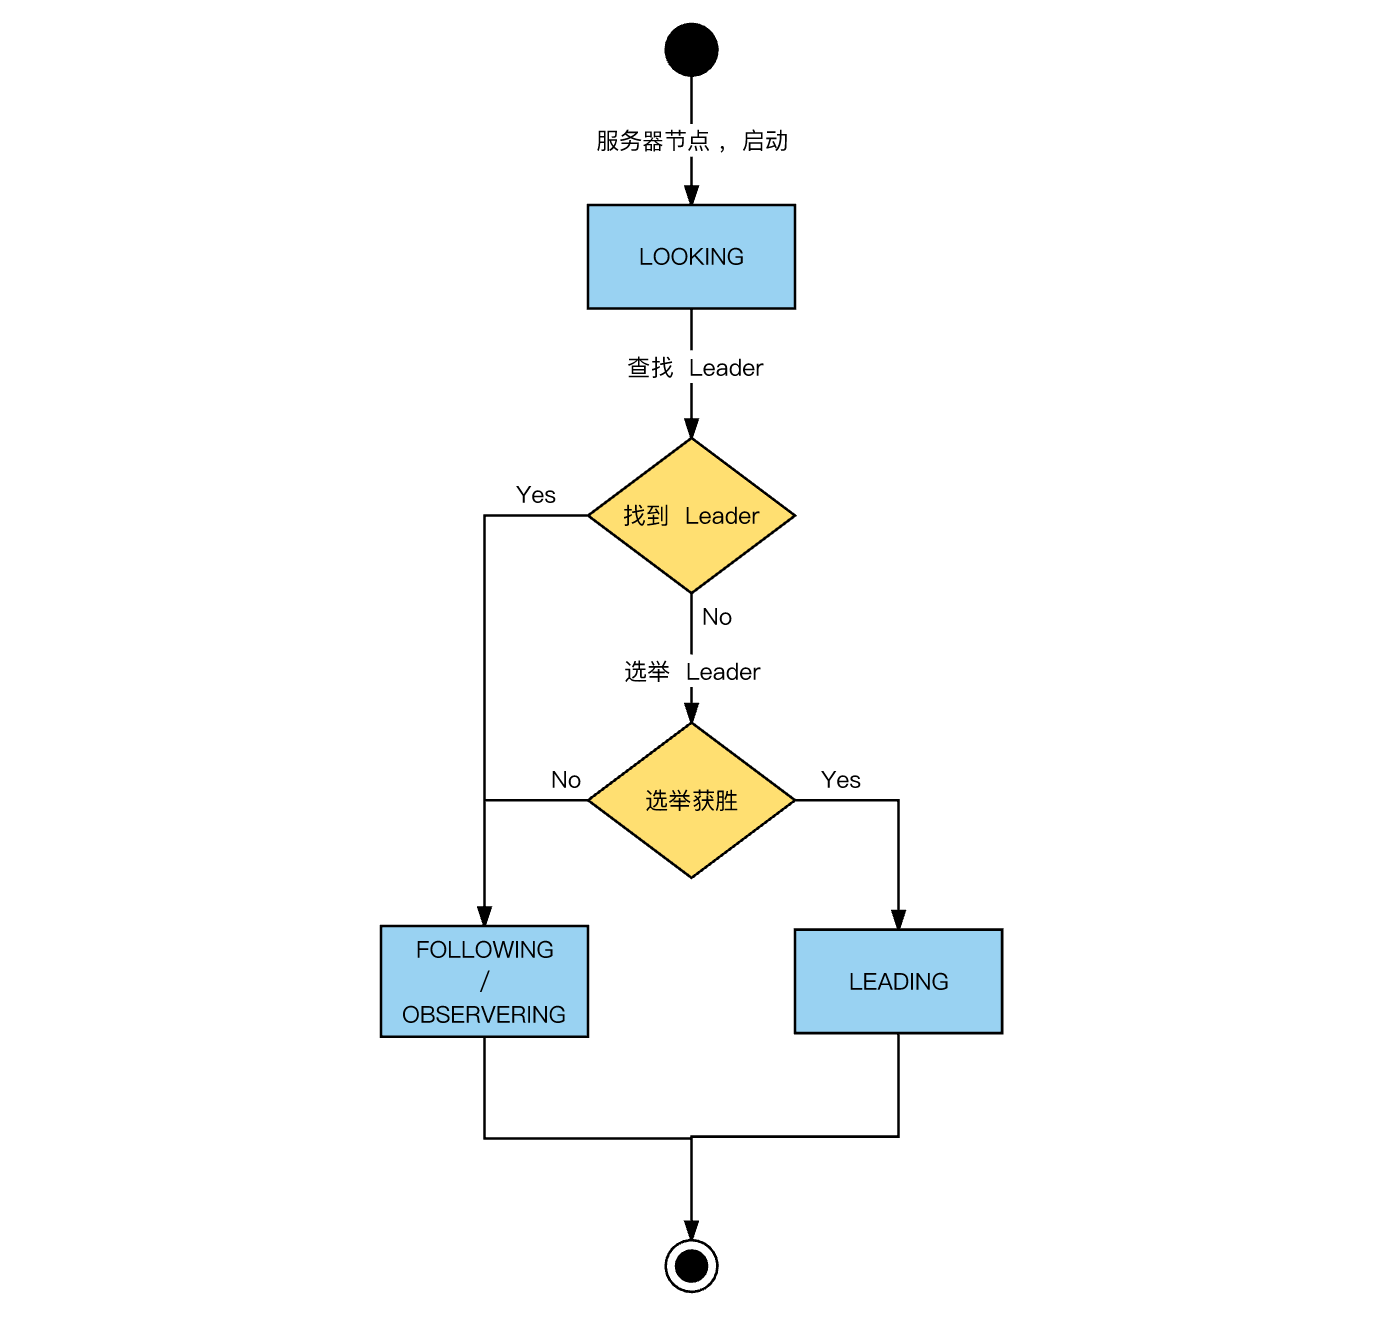 服务器节点，启动
LOOKING
查找 Leader
Yes
找到 Leader
No
选举 Leader
No
选举获胜
Yes
FOLLOWING
/
OBSERVERING
LEADING